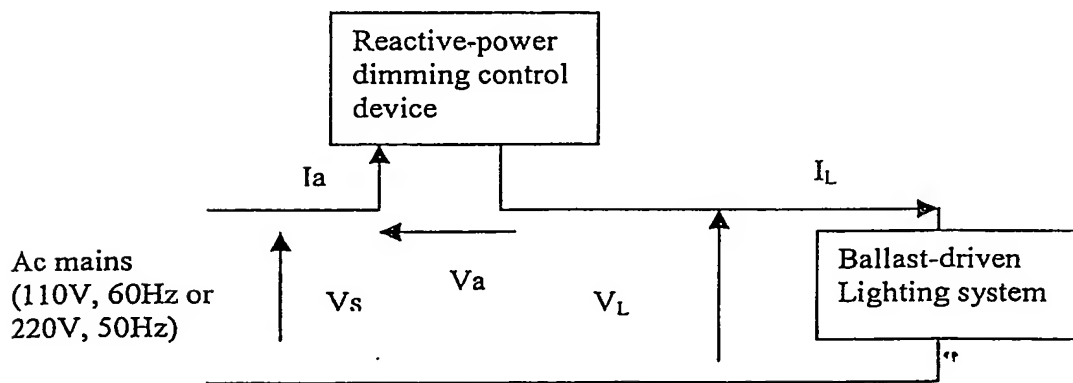 Reactive-power
dimming control
device
Ia
IL
Ac mains
(110V, 60Hz or
220V, 50Hz)
Vs
Va
VL
Ballast-driven
Lighting system